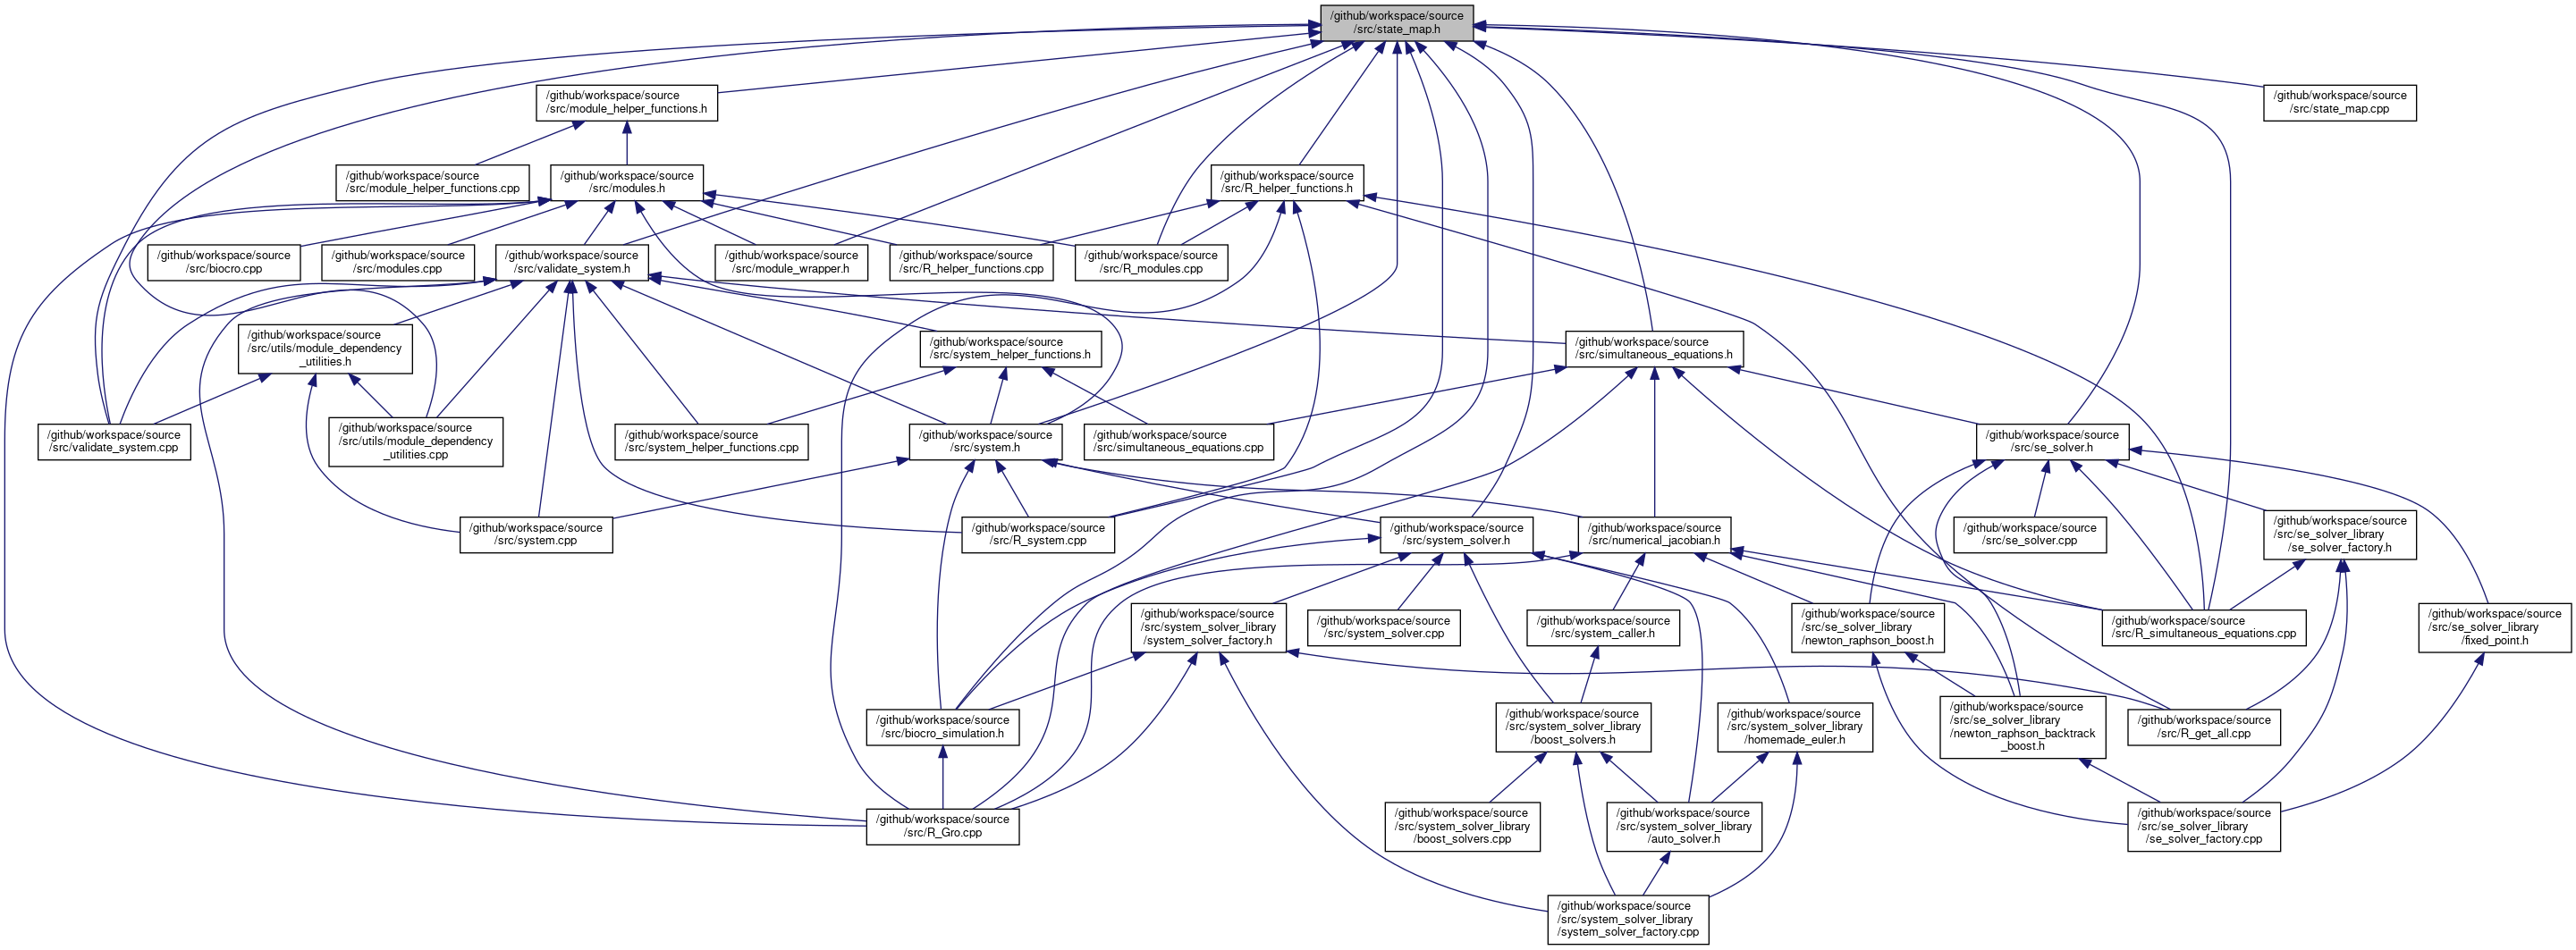 /github/workspace/source
/src/state_map.h
/github/workspace/source
/src/module_helper_functions.h
/github/workspace/source
/src/state_map.cpp
/github/workspace/source
/src/module_helper_functions.cpp
/github/workspace/source
/src/modules.h
/github/workspace/source
/src/R_helper_functions.h
/github/workspace/source
/src/biocro.cpp
/github/workspace/source
/src/modules.cpp
/github/workspace/source
/src/validate_system.h
/github/workspace/source
/src/module_wrapper.h
/github/workspace/source
/src/R_helper_functions.cpp
/github/workspace/source
/src/R_modules.cpp
/github/workspace/source
/src/utils/module_dependency
_utilities.h
/github/workspace/source
/src/system_helper_functions.h
/github/workspace/source
/src/simultaneous_equations.h
/github/workspace/source
/src/validate_system.cpp
/github/workspace/source
/src/utils/module_dependency
_utilities.cpp
/github/workspace/source
/src/system_helper_functions.cpp
/github/workspace/source
/src/system.h
/github/workspace/source
/src/simultaneous_equations.cpp
/github/workspace/source
/src/se_solver.h
/github/workspace/source
/src/system.cpp
/github/workspace/source
/src/R_system.cpp
/github/workspace/source
/src/system_solver.h
/github/workspace/source
/src/numerical_jacobian.h
/github/workspace/source
/src/se_solver.cpp
/github/workspace/source
/src/se_solver_library
/se_solver_factory.h
/github/workspace/source
/src/system_solver_library
/system_solver_factory.h
/github/workspace/source
/src/system_solver.cpp
/github/workspace/source
/src/system_caller.h
/github/workspace/source
/src/se_solver_library
/newton_raphson_boost.h
/github/workspace/source
/src/R_simultaneous_equations.cpp
/github/workspace/source
/src/se_solver_library
/fixed_point.h
/github/workspace/source
/src/biocro_simulation.h
/github/workspace/source
/src/system_solver_library
/boost_solvers.h
/github/workspace/source
/src/system_solver_library
/homemade_euler.h
/github/workspace/source
/src/se_solver_library
/newton_raphson_backtrack
_boost.h
/github/workspace/source
/src/R_get_all.cpp
/github/workspace/source
/src/R_Gro.cpp
/github/workspace/source
/src/system_solver_library
/boost_solvers.cpp
/github/workspace/source
/src/system_solver_library
/auto_solver.h
/github/workspace/source
/src/se_solver_library
/se_solver_factory.cpp
/github/workspace/source
/src/system_solver_library
/system_solver_factory.cpp